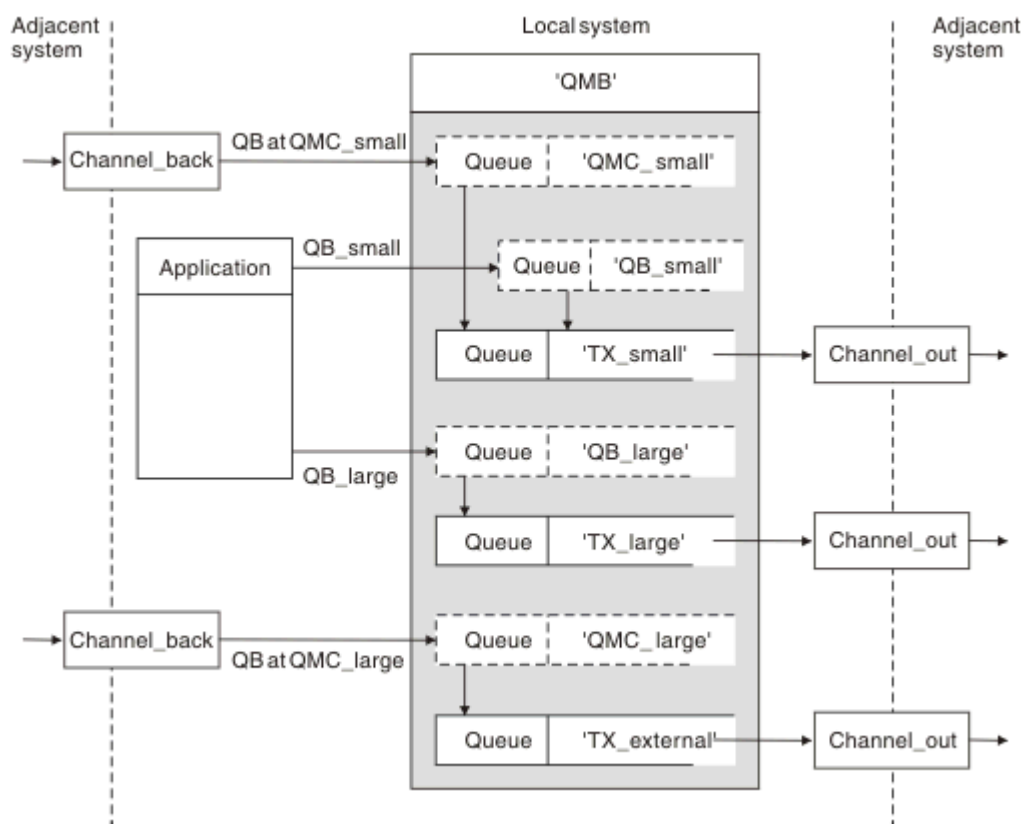 Adjacent
system
Local system
Adjacent
system
'QMB'
Channel_back
QB at QMC_small
Queue
'QMC_small'
Application
QB_small
Queue
'QB_small'
Queue
'TX_small'
Channel_out
QB_large
Queue
'QB_large'
Queue
'TX_large'
Channel_out
Channel_back
QB at QMC_large
Queue
'QMC_large'
Queue
'TX_external'
Channel_out